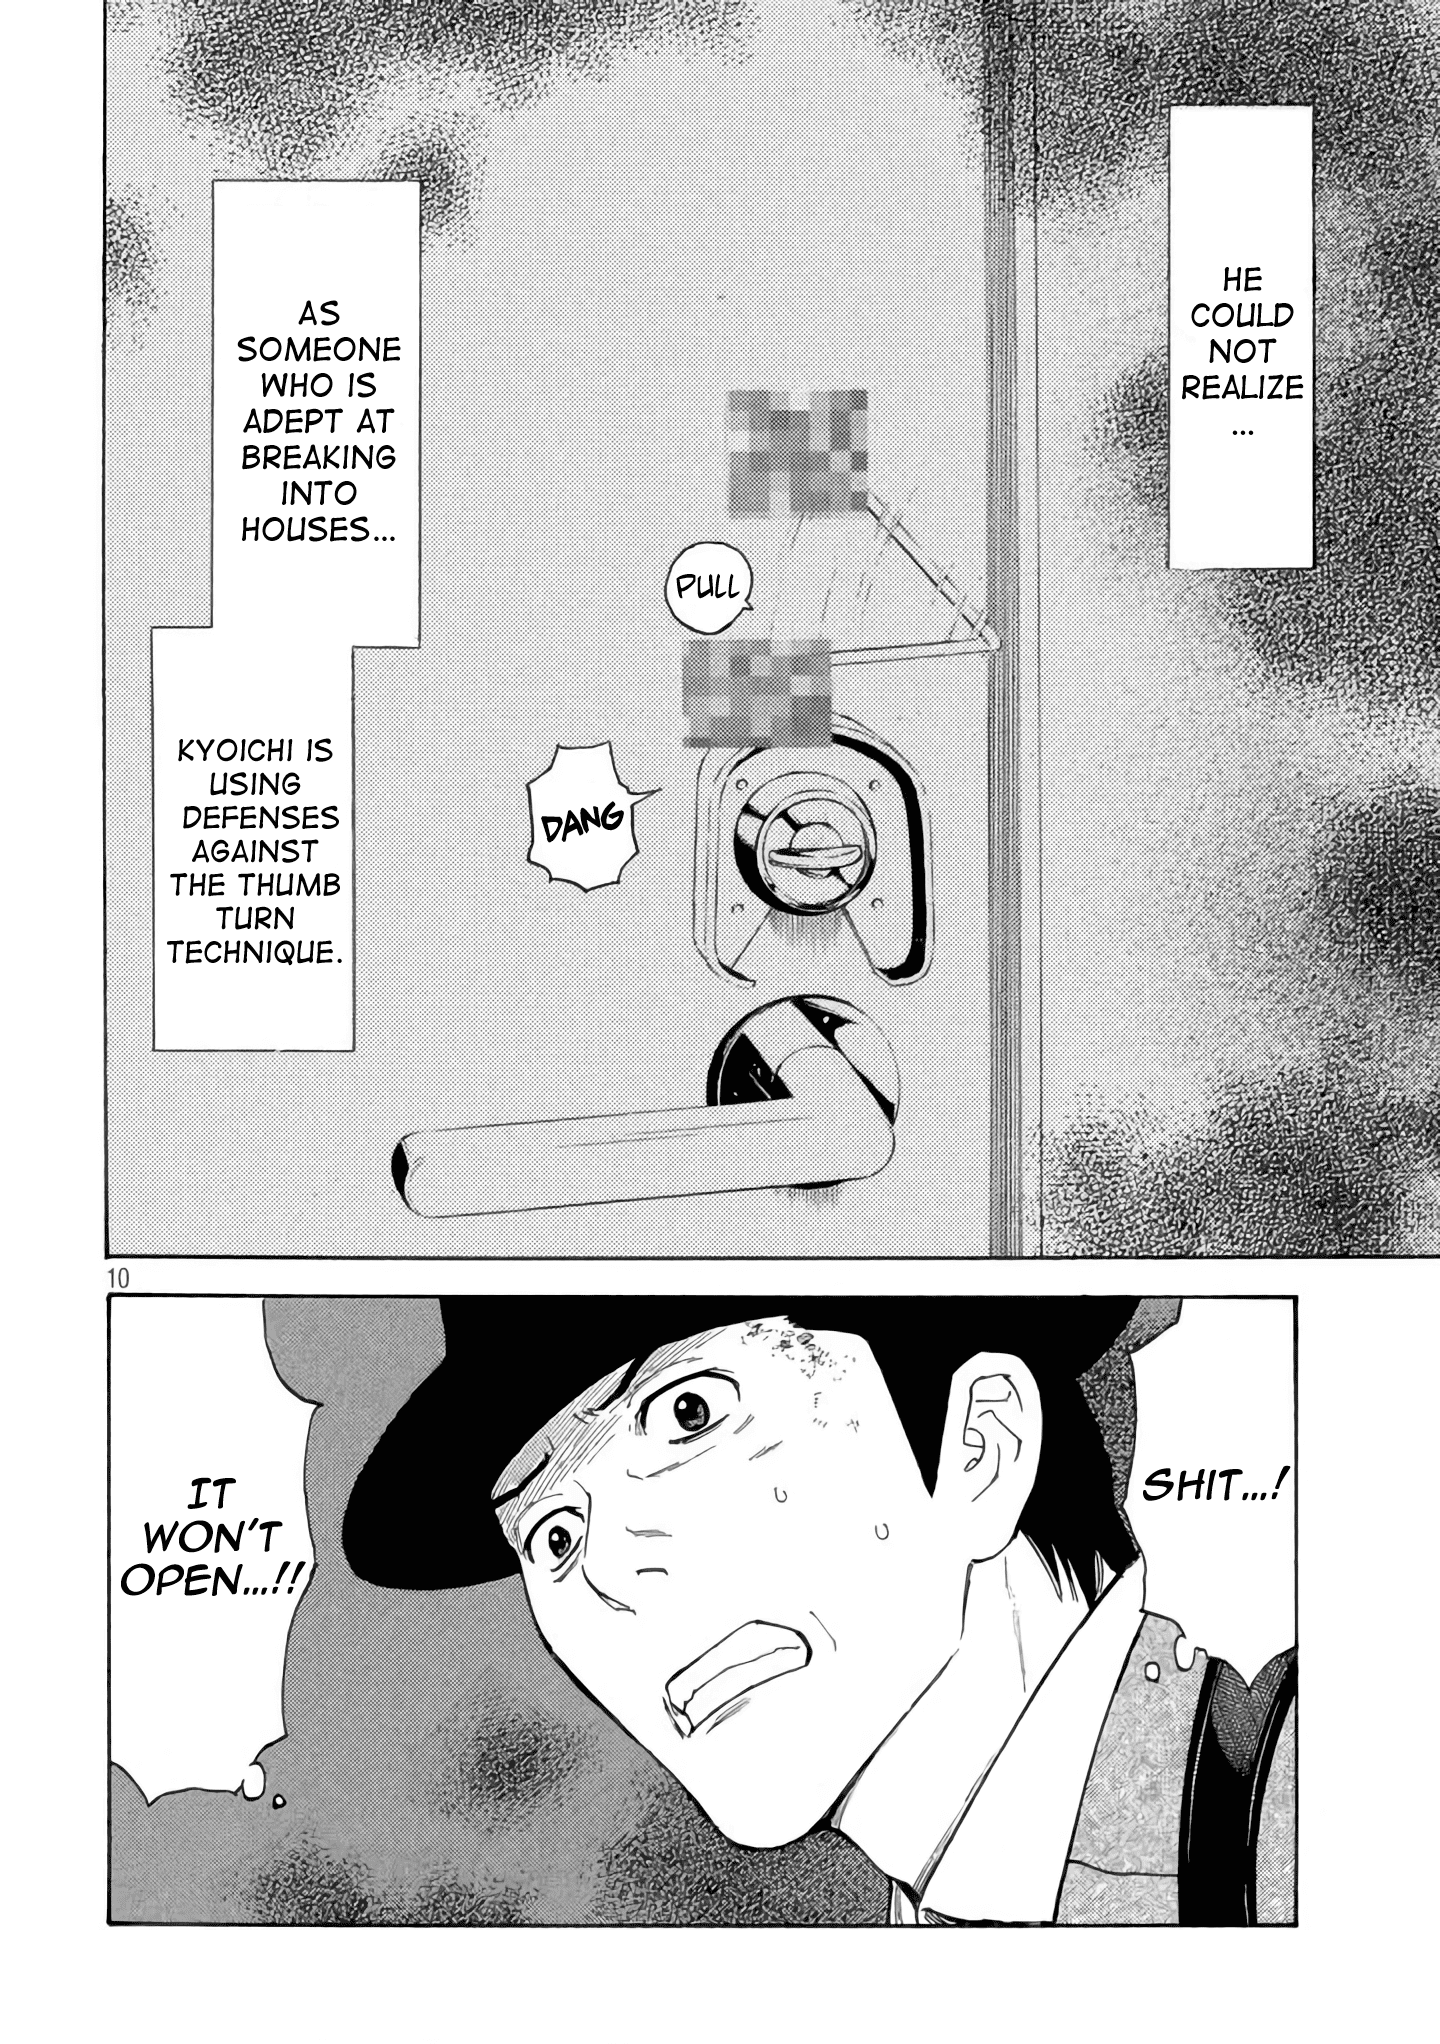 HE
COULD
NOT
REALIZE
...
AS
SOMEONE
WHO IS
ADEPT AT
BREAKING
INTO
HOUSES...
PULL
DANG
KYOICHI IS
USING
DEFENSES
AGAINST
THE THUMB
TURN
TECHNIQUE.
10
SHIT...!
IT
WON'T
OPEN...!!